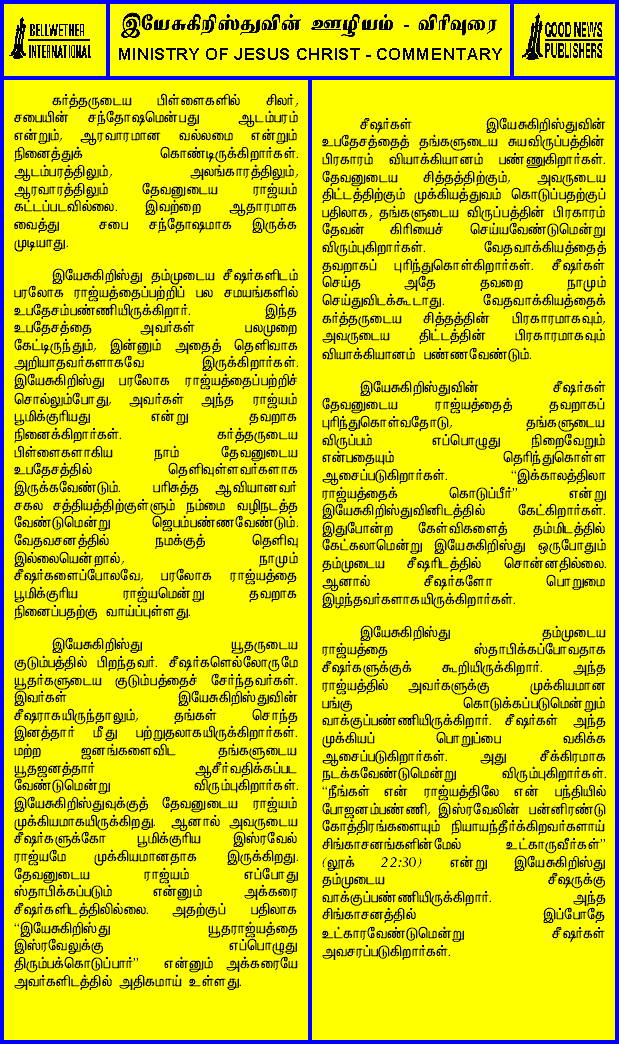 BELLWETHER
INTERNATIONAL
இயேசுகிறிஸ்துவின் ஊழியம் - விரிவுரை
MINISTRY OF JESUS CHRIST - COMMENTARY
GOOD NEWS
PUBLISHERS
கர்த்தருடைய பிள்ளைகளில் சிலர்,
சபையின் சந்தோஷமென்பது ஆடம்பரம்
என்றும், ஆரவாரமான வல்லமை என்றும்
நினைத்துக் கொண்டிருக்கிறார்கள்.
ஆடம்பரத்திலும், அலங்காரத்திலும்,
ஆரவாரத்திலும் தேவனுடைய ராஜ்யம்
கட்டப்படவில்லை. இவற்றை ஆதாரமாக
வைத்து சபை சந்தோஷமாக இருக்க
முடியாது.
இயேசுகிறிஸ்து தம்முடைய சீஷர்களிடம்
பரலோக ராஜ்யத்தைப்பற்றிப் பல சமயங்களில்
உபதேசம்பண்ணியிருக்கிறார். இந்த
உபதேசத்தை அவர்கள் பலமுறை
கேட்டிருந்தும், இன்னும் அதைத் தெளிவாக
அறியாதவர்களாகவே இருக்கிறார்கள்.
இயேசுகிறிஸ்து பரலோக ராஜ்யத்தைப்பற்றிச்
சொல்லும்போது, அவர்கள் அந்த ராஜ்யம்
பூமிக்குரியது என்று தவறாக
நினைக்கிறார்கள். கர்த்தருடைய
பிள்ளைகளாகிய நாம் தேவனுடைய
உபதேசத்தில் தெளிவுள்ளவர்களாக
இருக்கவேண்டும். பரிசுத்த ஆவியானவர்
சகல சத்தியத்திற்குள்ளும் நம்மை வழிநடத்த
வேண்டுமென்று ஜெபம்பண்ணவேண்டும்.
வேதவசனத்தில் நமக்குத் தெளிவு
இல்லையென்றால், நாமும்
சீஷர்களைப்போலவே, பரலோக ராஜ்யத்தை
பூமிக்குரிய ராஜ்யமென்று தவறாக
நினைப்பதற்கு வாய்ப்புள்ளது.
இயேசுகிறிஸ்து யூதருடைய
குடும்பத்தில் பிறந்தவர். சீஷர்களெல்லோருமே
யூதர்களுடைய குடும்பத்தைச் சேர்ந்தவர்கள்.
இவர்கள் இயேசுகிறிஸ்துவின்
சீஷராகயிருந்தாலும், தங்கள் சொந்த
இனத்தார் மீது பற்றுதலாகயிருக்கிறார்கள்.
மற்ற ஜனங்களைவிட தங்களுடைய
யூதஜனத்தார் ஆசீர்வதிக்கப்பட
வேண்டுமென்று விரும்புகிறார்கள்.
இயேசுகிறிஸ்துவுக்குத் தேவனுடைய ராஜ்யம்
முக்கியமாகயிருக்கிறது. ஆனால் அவருடைய
சீஷர்களுக்கோ பூமிக்குரிய இஸ்ரவேல்
ராஜ்யமே முக்கியமானதாக இருக்கிறது.
தேவனுடைய ராஜ்யம் எப்போது
ஸ்தாபிக்கப்படும் என்னும் அக்கரை
சீஷர்களிடத்திலில்லை. அதற்குப் பதிலாக
“இயேசுகிறிஸ்து யூதராஜ்யத்தை
இஸ்ரவேலுக்கு எப்பொழுது
திரும்பக்கொடுப்பார்” என்னும் அக்கரையே
அவர்களிடத்தில் அதிகமாய் உள்ளது.
சீஷர்கள் இயேசுகிறிஸ்துவின்
உபதேசத்தைத் தங்களுடைய சுயவிருப்பத்தின்
பிரகாரம் வியாக்கியானம் பண்ணுகிறார்கள்.
தேவனுடைய சித்தத்திற்கும், அவருடைய
திட்டத்திற்கும் முக்கியத்துவம் கொடுப்பதற்குப்
பதிலாக, தங்களுடைய விருப்பத்தின் பிரகாரம்
தேவன் கிரியைச் செய்யவேண்டுமென்று
விரும்புகிறார்கள். வேதவாக்கியத்தைத்
தவறாகப் புரிந்துகொள்கிறார்கள். சீஷர்கள்
செய்த அதே தவறை நாமும்
செய்துவிடக்கூடாது. வேதவாக்கியத்தைக்
கர்த்தருடைய சித்தத்தின் பிரகாரமாகவும்,
அவருடைய திட்டத்தின் பிரகாரமாகவும்
வியாக்கியானம் பண்ணவேண்டும்.
இயேசுகிறிஸ்துவின் சீஷர்கள்
தேவனுடைய ராஜ்யத்தைத் தவறாகப்
புரிந்துகொள்வதோடு, தங்களுடைய
விருப்பம் எப்பொழுது நிறைவேறும்
என்பதையும் தெரிந்துகொள்ள
ஆசைப்படுகிறார்கள். “இக்காலத்திலா
ராஜ்யத்தைக் கொடுப்பீர்” என்று
இயேசுகிறிஸ்துவினிடத்தில் கேட்கிறார்கள்.
இதுபோன்ற கேள்விகளைத் தம்மிடத்தில்
கேட்கலாமென்று இயேசுகிறிஸ்து ஒருபோதும்
தம்முடைய சீஷரிடத்தில் சொன்னதில்லை.
ஆனால் சீஷர்களோ பொறுமை
இழந்தவர்களாகயிருக்கிறார்கள்.
இயேசுகிறிஸ்து தம்முடைய
ராஜ்யத்தை ஸ்தாபிக்கப்போவதாக
சீஷர்களுக்குக் கூறியிருக்கிறார். அந்த
ராஜ்யத்தில் அவர்களுக்கு முக்கியமான
பங்கு கொடுக்கப்படுமென்றும்
வாக்குப்பண்ணியிருக்கிறார். சீஷர்கள் அந்த
முக்கியப் பொறுப்பை வகிக்க
ஆசைப்படுகிறார்கள். அது சீக்கிரமாக
நடக்கவேண்டுமென்று விரும்புகிறார்கள்.
“நீங்கள் என் ராஜ்யத்திலே என் பந்தியில்
போஜனம்பண்ணி, இஸ்ரவேலின் பன்னிரண்டு
கோத்திரங்களையும் நியாயந்தீர்க்கிறவர்களாய்
சிங்காசனங்களின்மேல் உட்காருவீர்கள்”
(லூக் 22:30) என்று இயேசுகிறிஸ்து
தம்முடைய சீஷருக்கு
வாக்குப்பண்ணியிருக்கிறார். அந்த
சிங்காசனத்தில் இப்போதே
உட்காரவேண்டுமென்று சீஷர்கள்
அவசரப்படுகிறார்கள்.